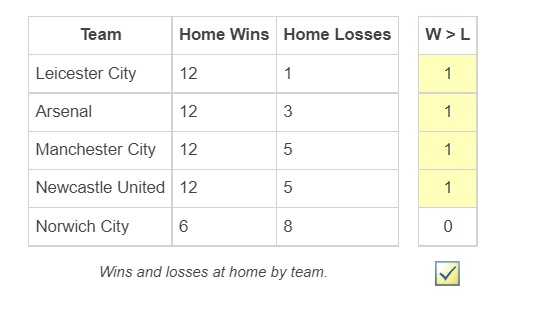 Team Home Wins Home Losses W > L
Leicester City 12 1 1
Arsenal 12 3 1
Manchester City 12 5 1
Newcastle United 12 5 1
Norwich City 6 8 0
Wins and losses at home by team.